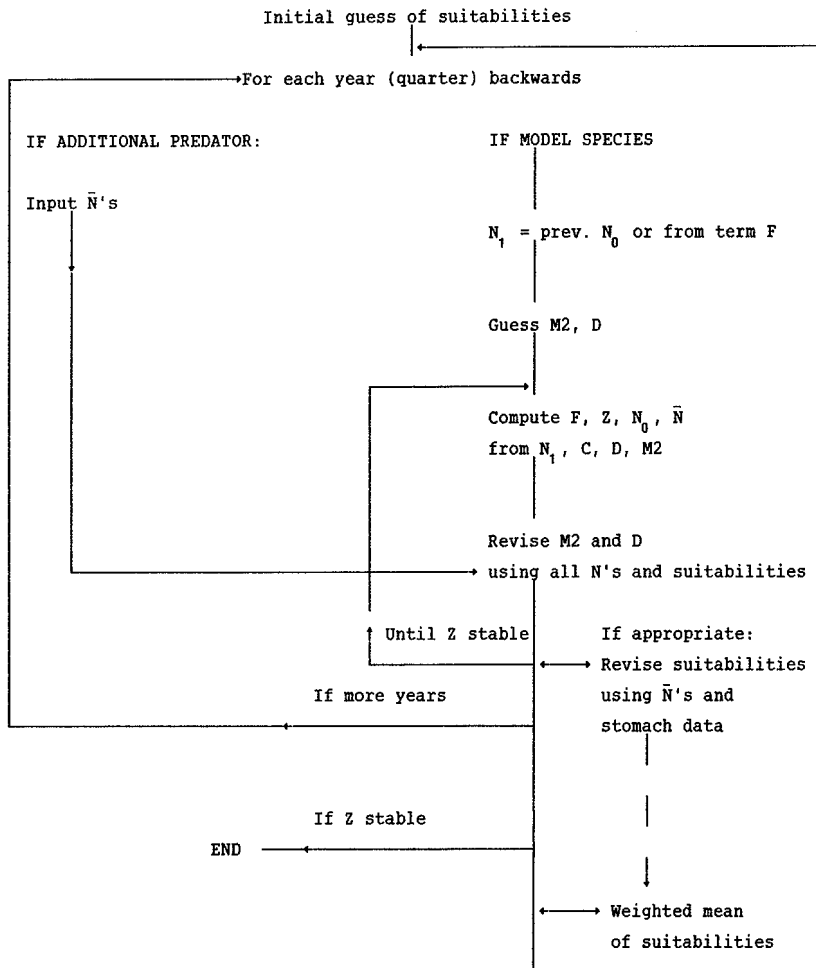 Initial guess of suitabilities
For each year (quarter) backwards
IF ADDITIONAL PREDATOR:
IF MODEL SPECIES
Input N̄'s
N₁ = prev. N₀ or from term F
Guess M2, D
Compute F, Z, N₀, N̄
from N₁, C, D, M2
Revise M2 and D
using all N's and suitabilities
Until Z stable
If appropriate:
Revise suitabilities
using N̄'s and
stomach data
If more years
If Z stable
END
Weighted mean
of suitabilities